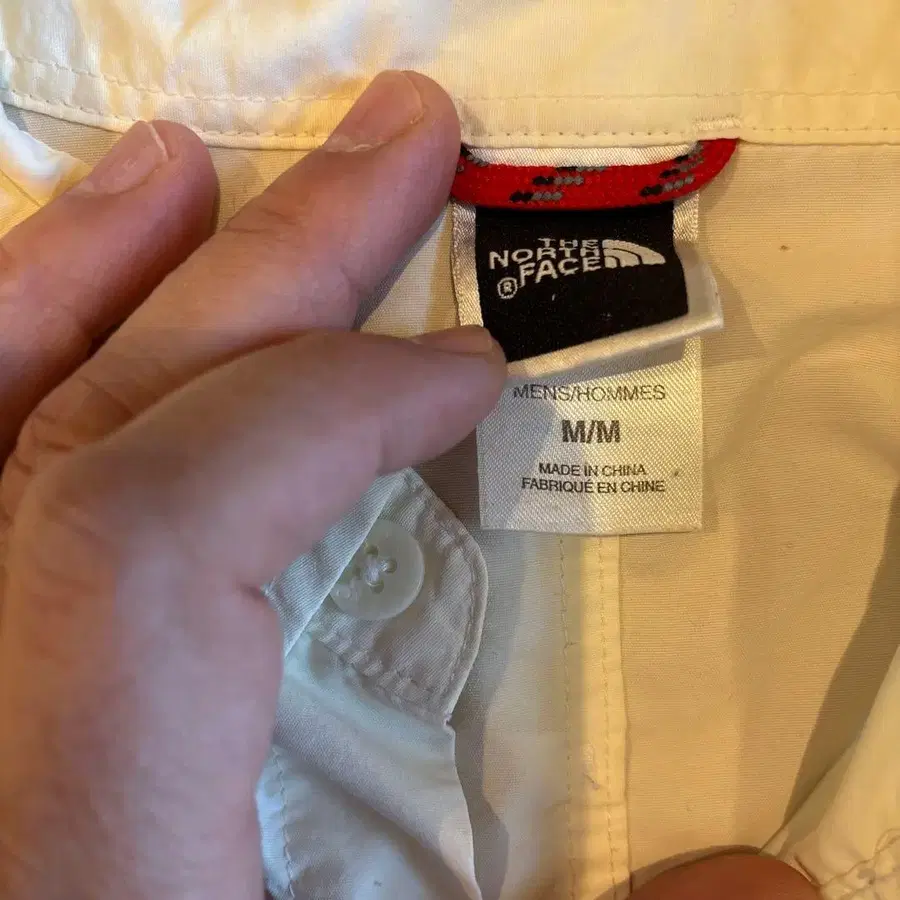 THE
NORTH
FACE
®
MENS/HOMMES
M/M
MADE IN CHINA
FABRIQUÉ EN CHINE